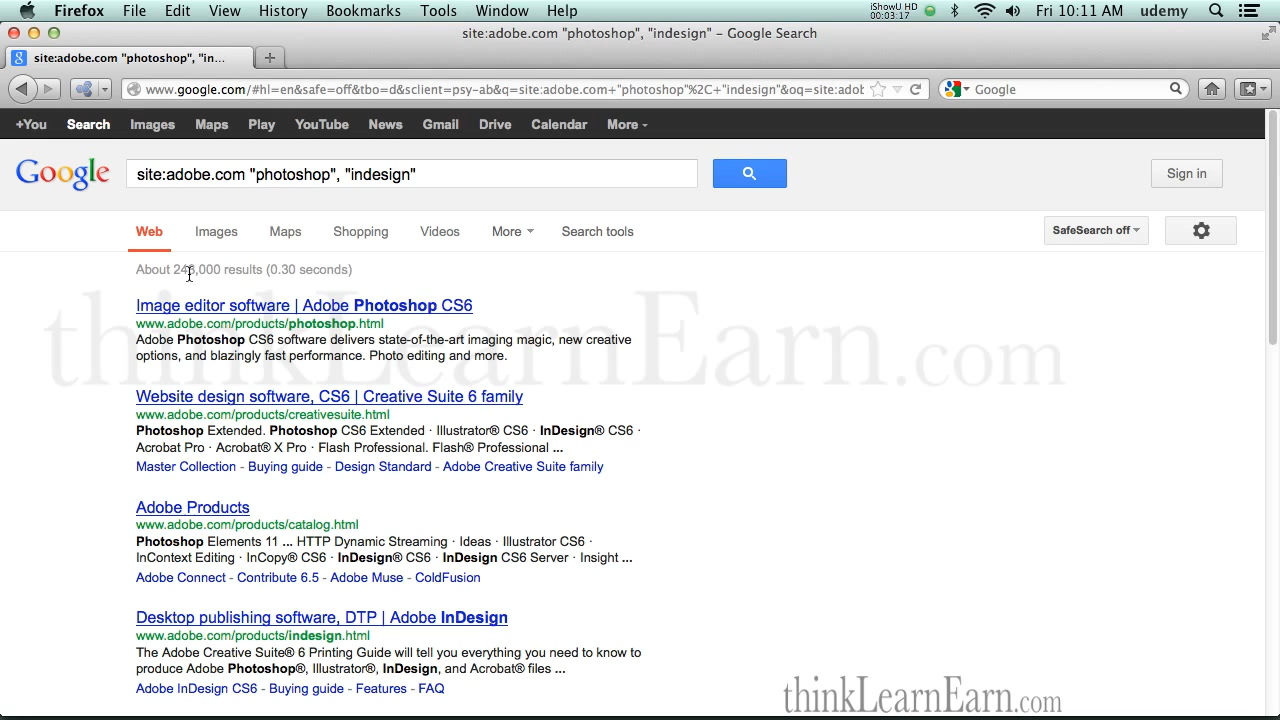 Firefox File Edit View History Bookmarks Tools Window Help iShowU HD 00:03:17 Fri 10:11 AM udemy
site:adobe.com "photoshop", "indesign" – Google Search
site:adobe.com "photoshop", "in...
www.google.com/#hl=en&safe=off&tbo=d&sclient=psy-ab&q=site:adobe.com+"photoshop"%2C+"indesign"&oq=site:adot Google
+You Search Images Maps Play YouTube News Gmail Drive Calendar More
Google site:adobe.com "photoshop", "indesign" Sign in
Web Images Maps Shopping Videos More Search tools SafeSearch off
About 246,000 results (0.30 seconds)
Image editor software | Adobe Photoshop CS6
www.adobe.com/products/photoshop.html
Adobe Photoshop CS6 software delivers state-of-the-art imaging magic, new creative
options, and blazingly fast performance. Photo editing and more.
thinkLearnEarn.com
Website design software, CS6 | Creative Suite 6 family
www.adobe.com/products/creativesuite.html
Photoshop Extended. Photoshop CS6 Extended · Illustrator® CS6 · InDesign® CS6 ·
Acrobat Pro · Acrobat® X Pro · Flash Professional. Flash® Professional ...
Master Collection - Buying guide - Design Standard - Adobe Creative Suite family
Adobe Products
www.adobe.com/products/catalog.html
Photoshop Elements 11 ... HTTP Dynamic Streaming · Ideas · Illustrator CS6 ·
InContext Editing · InCopy® CS6 · InDesign® CS6 · InDesign CS6 Server · Insight ...
Adobe Connect - Contribute 6.5 - Adobe Muse - ColdFusion
Desktop publishing software, DTP | Adobe InDesign
www.adobe.com/products/indesign.html
The Adobe Creative Suite® 6 Printing Guide will tell you everything you need to know to
produce Adobe Photoshop®, Illustrator®, InDesign, and Acrobat® files ...
Adobe InDesign CS6 - Buying guide - Features - FAQ
thinkLearnEarn.com